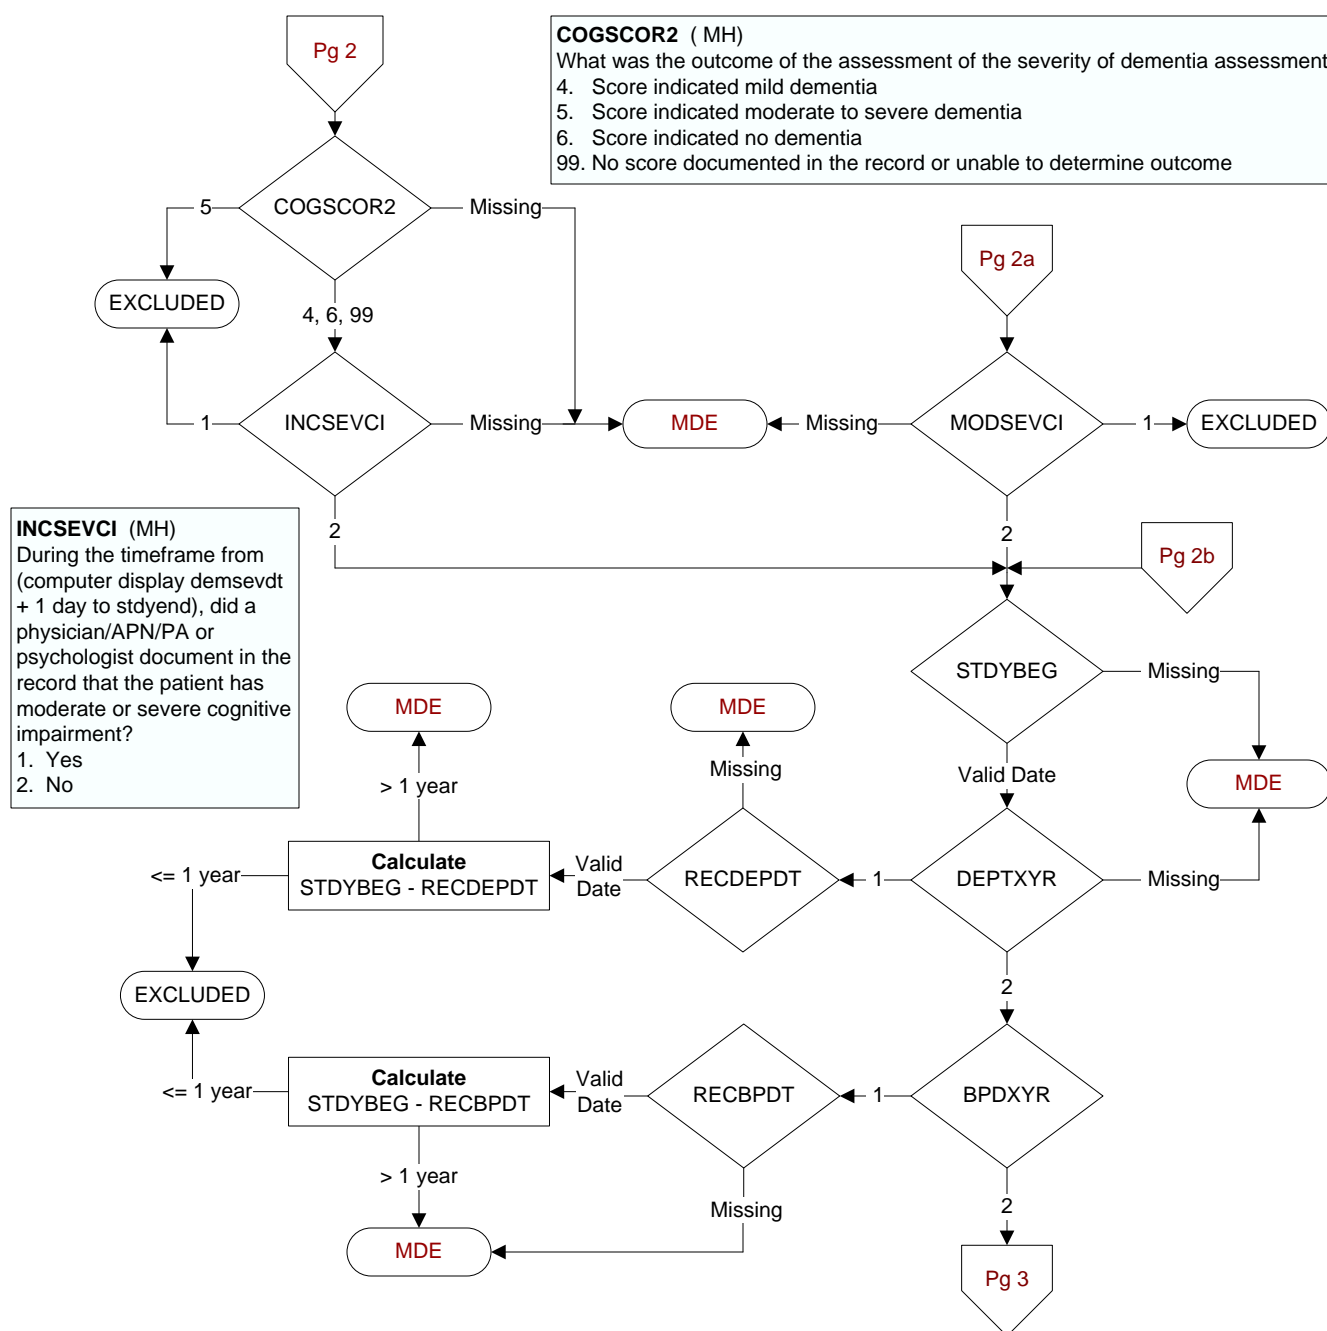 Pg 2
COGSCOR2 ( MH)
What was the outcome of the assessment of the severity of dementia assessment
4. Score indicated mild dementia
5. Score indicated moderate to severe dementia
6. Score indicated no dementia
99. No score documented in the record or unable to determine outcome
5
COGSCOR2
Missing
Pg 2a
EXCLUDED
4, 6, 99
1
INCSEVCI
Missing
MDE
Missing
MODSEVCI
1
EXCLUDED
INCSEVCI (MH)
During the timeframe from
(computer display demsevdt
+ 1 day to stdyend), did a
physician/APN/PA or
psychologist document in the
record that the patient has
moderate or severe cognitive
impairment?
1. Yes
2. No
2
2
Pg 2b
STDYBEG
Missing
MDE
MDE
Missing
> 1 year
Valid Date
MDE
<= 1 year
Calculate
STDYBEG - RECDEPDT
Valid
Date
RECDEPDT
1
DEPTXYR
Missing
EXCLUDED
2
<= 1 year
Calculate
STDYBEG - RECBPDT
Valid
Date
RECBPDT
1
BPDXYR
> 1 year
Missing
2
MDE
Pg 3